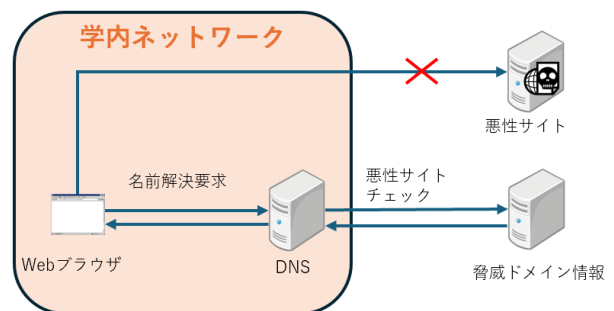 学内ネットワーク
悪性サイト
名前解決要求
悪性サイト
チェック
Webブラウザ
DNS
脅威ドメイン情報